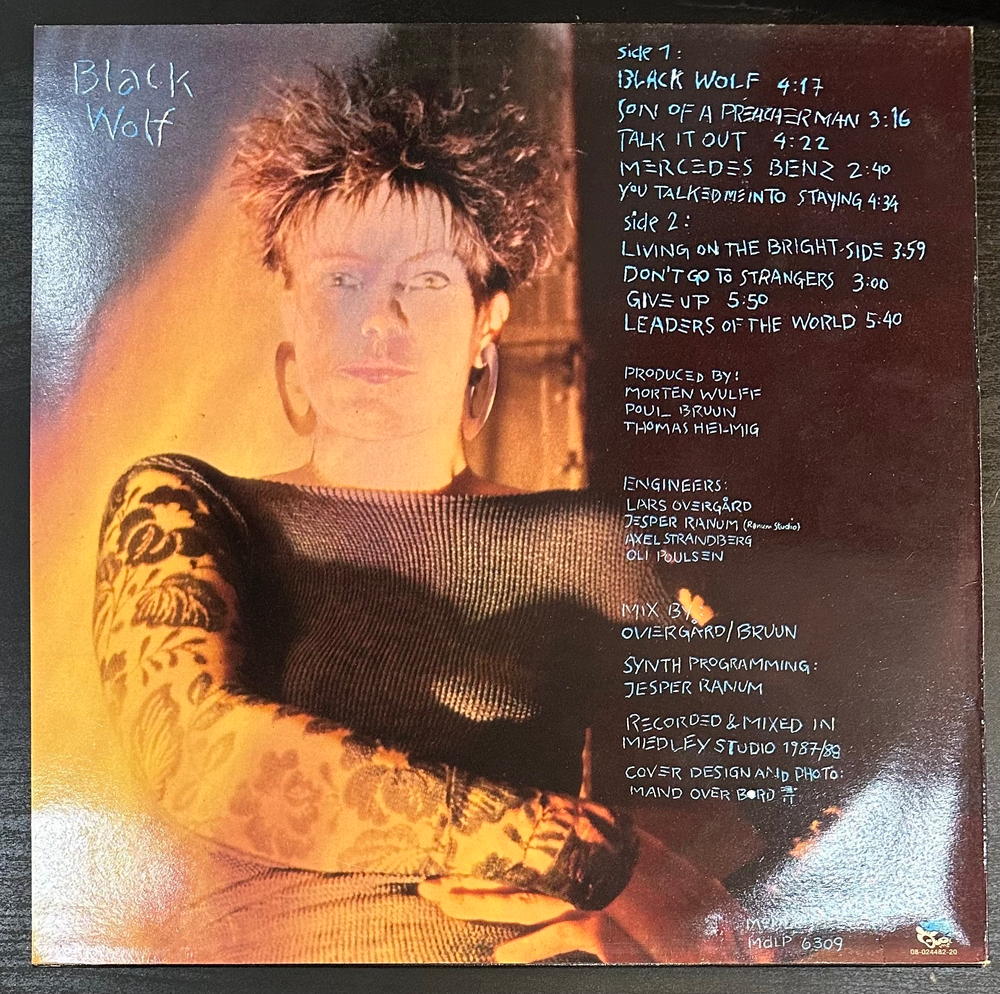 Black
Wolf
side 1:
BLACK WOLF 4:17
SON OF A PREACHER MAN 3:16
TALK IT OUT 4:22
MERCEDES BENZ 2:40
YOU TALKED ME INTO STAYING 4:34
side 2:
LIVING ON THE BRIGHT-SIDE 3.59
DON'T GO TO STRANGERS 3:00
GIVE UP 5:50
LEADERS OF THE WORLD 5:40
PRODUCED BY:
MORTEN WULFF
POUL BRUUN
THOMAS HELMIG
ENGINEERS:
LARS OVERGÅRD
JESPER RANUM (Ranum Studio)
AXEL STRANDBERG
OLI POULSEN
MIX BY:
OVERGÅRD/BRUUN
SYNTH PROGRAMMING:
JESPER RANUM
RECORDED & MIXED IN
MEDLEY STUDIO 1987/88
COVER DESIGN AND PHOTO:
MAND OVER BORD
MdLP 6309
08-024482-20